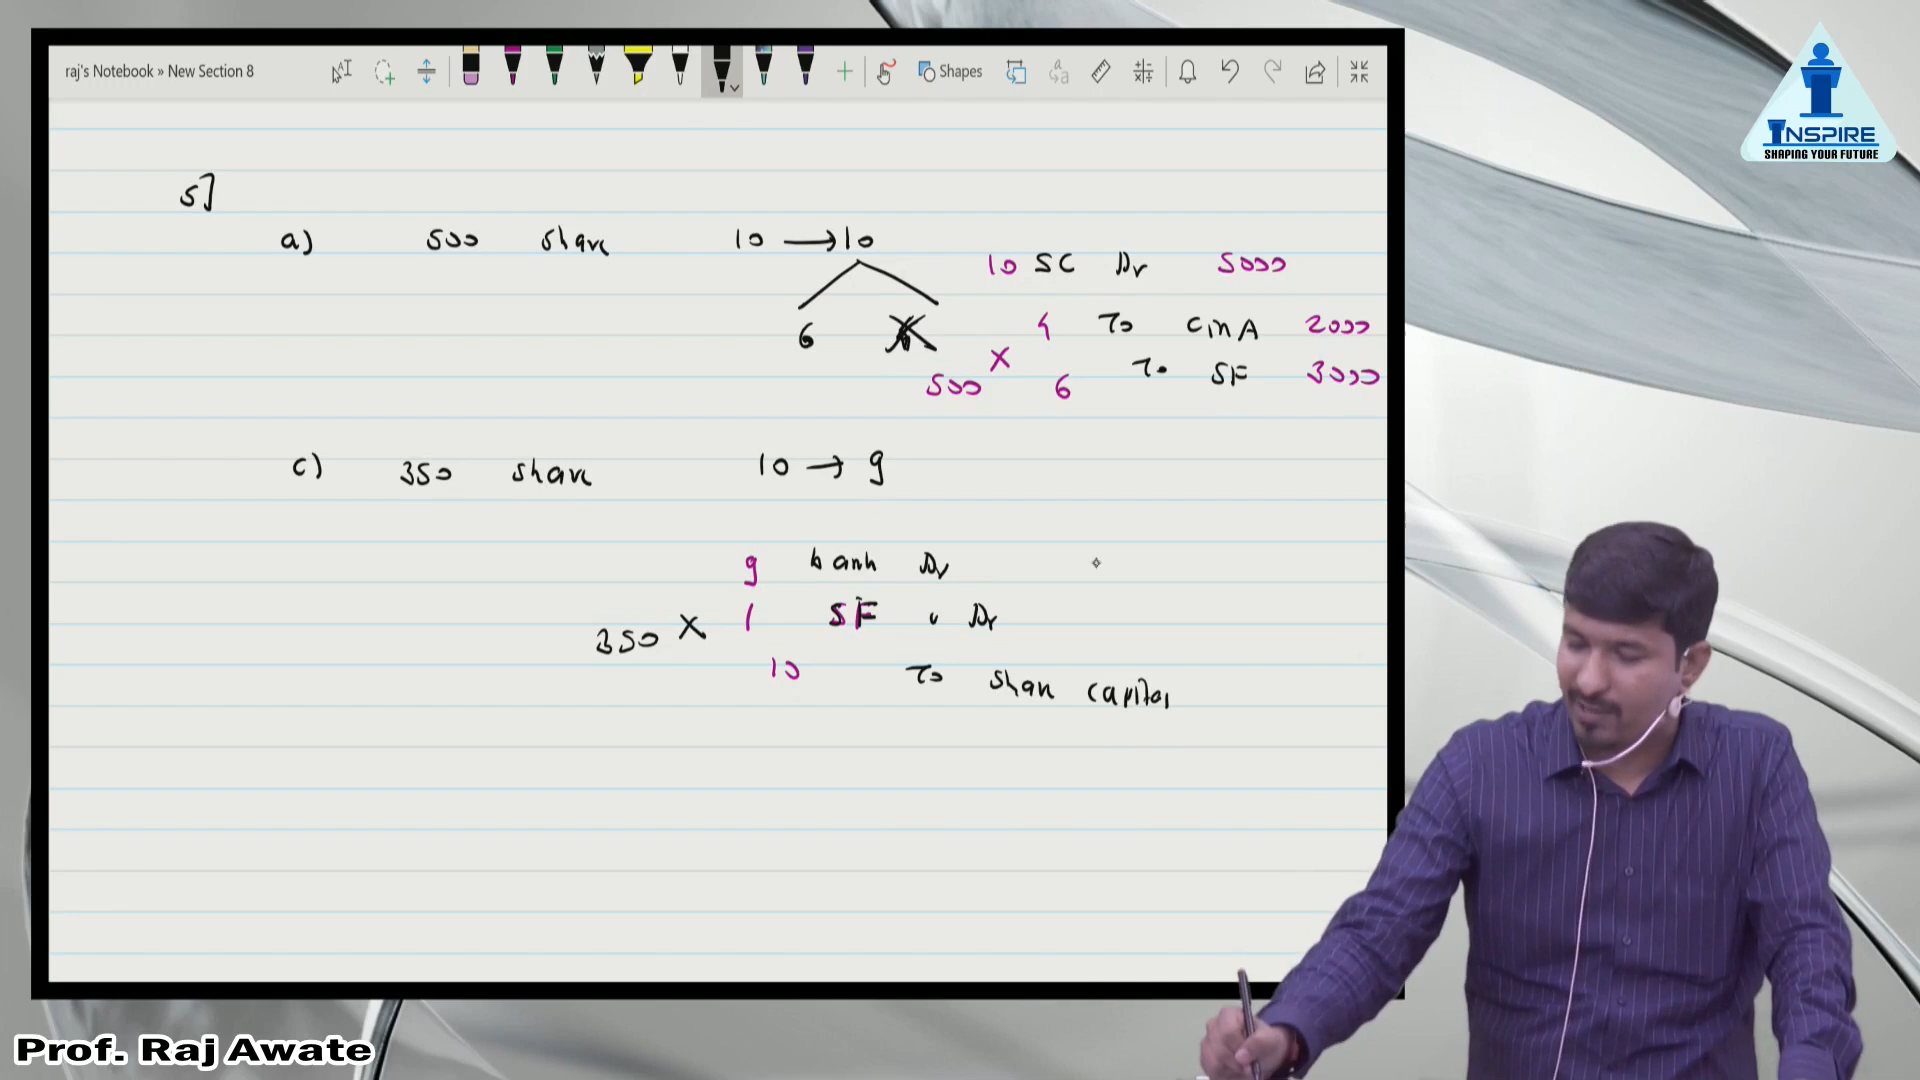 raj's Notebook » New Section 8
Shapes
INSPIRE
SHAPING YOUR FUTURE
5]
a) 500 share 10 → 10
6
10 SC Dr 5000
4 To CinA 2000
500 × 6 To SF 3000
c) 350 share 10 → 9
9 bank Dr
350 × 1 SF Dr
10 To share capital
Prof. Raj Awate